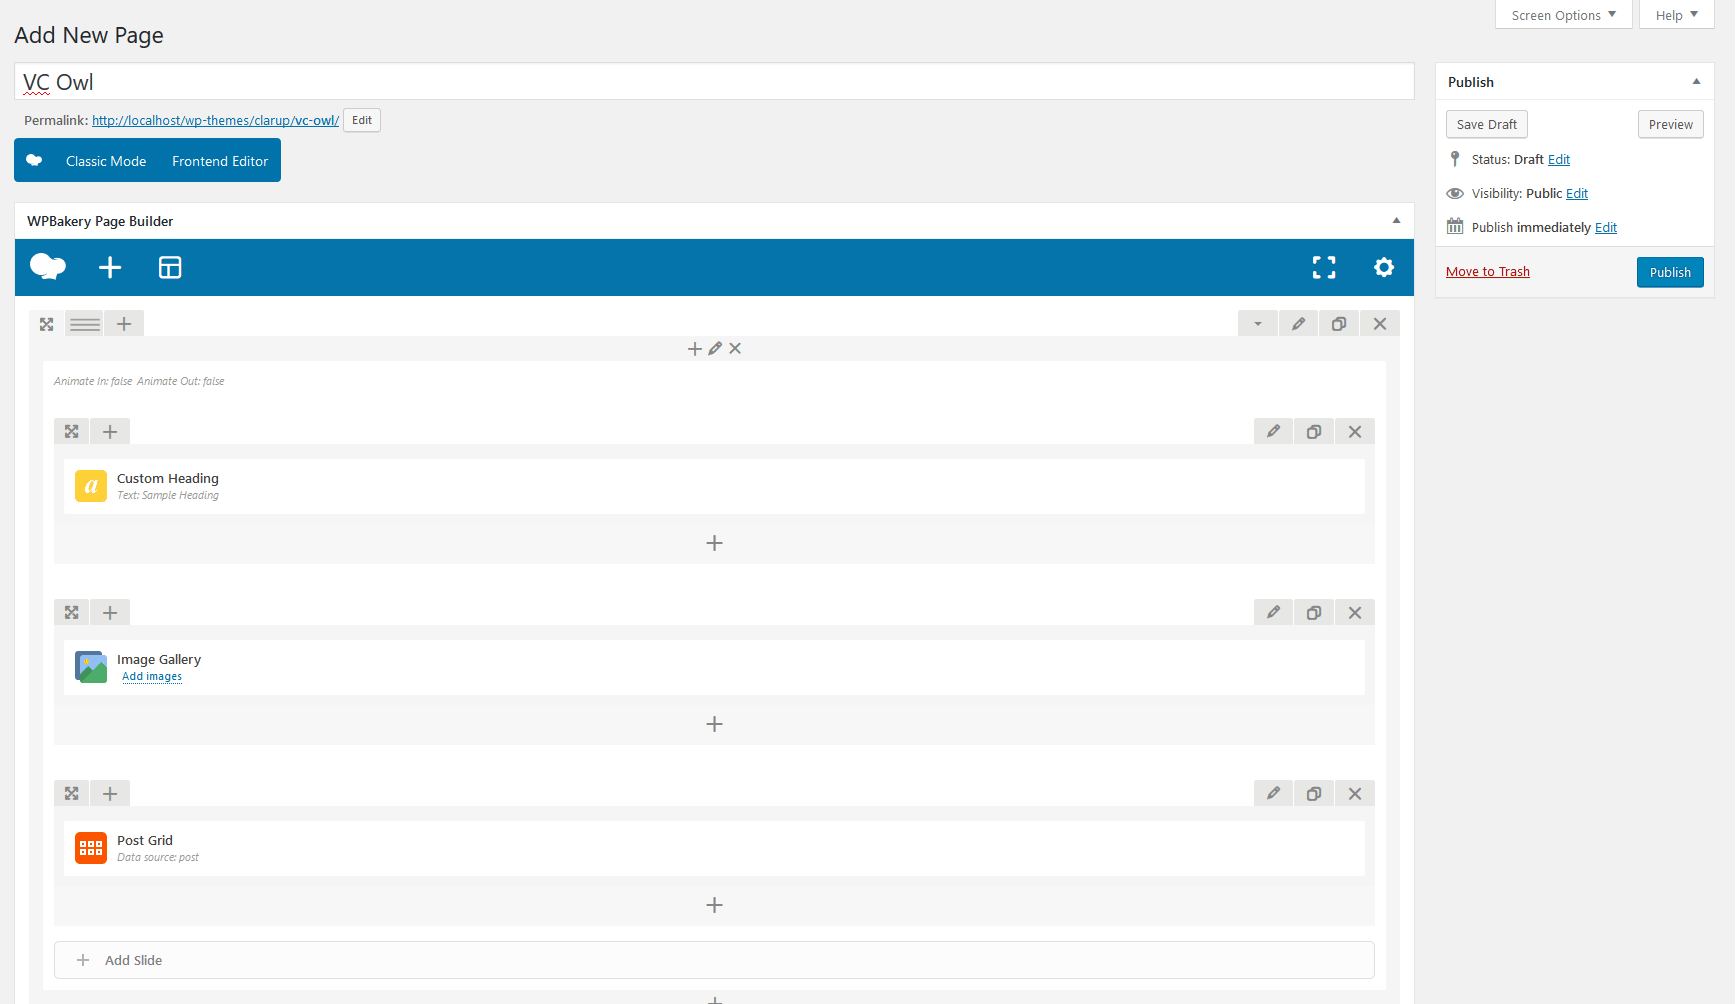 Screen Options
Help
Add New Page
VC Owl
Permalink: http://localhost/wp-themes/clarup/vc-owl/ Edit
Classic Mode
Frontend Editor
WPBakery Page Builder
Animate In: false Animate Out: false
a
Custom Heading
Text: Sample Heading
Image Gallery
Add images
Post Grid
Data source: post
Add Slide
Publish
Save Draft
Preview
Status: Draft Edit
Visibility: Public Edit
Publish immediately Edit
Move to Trash
Publish